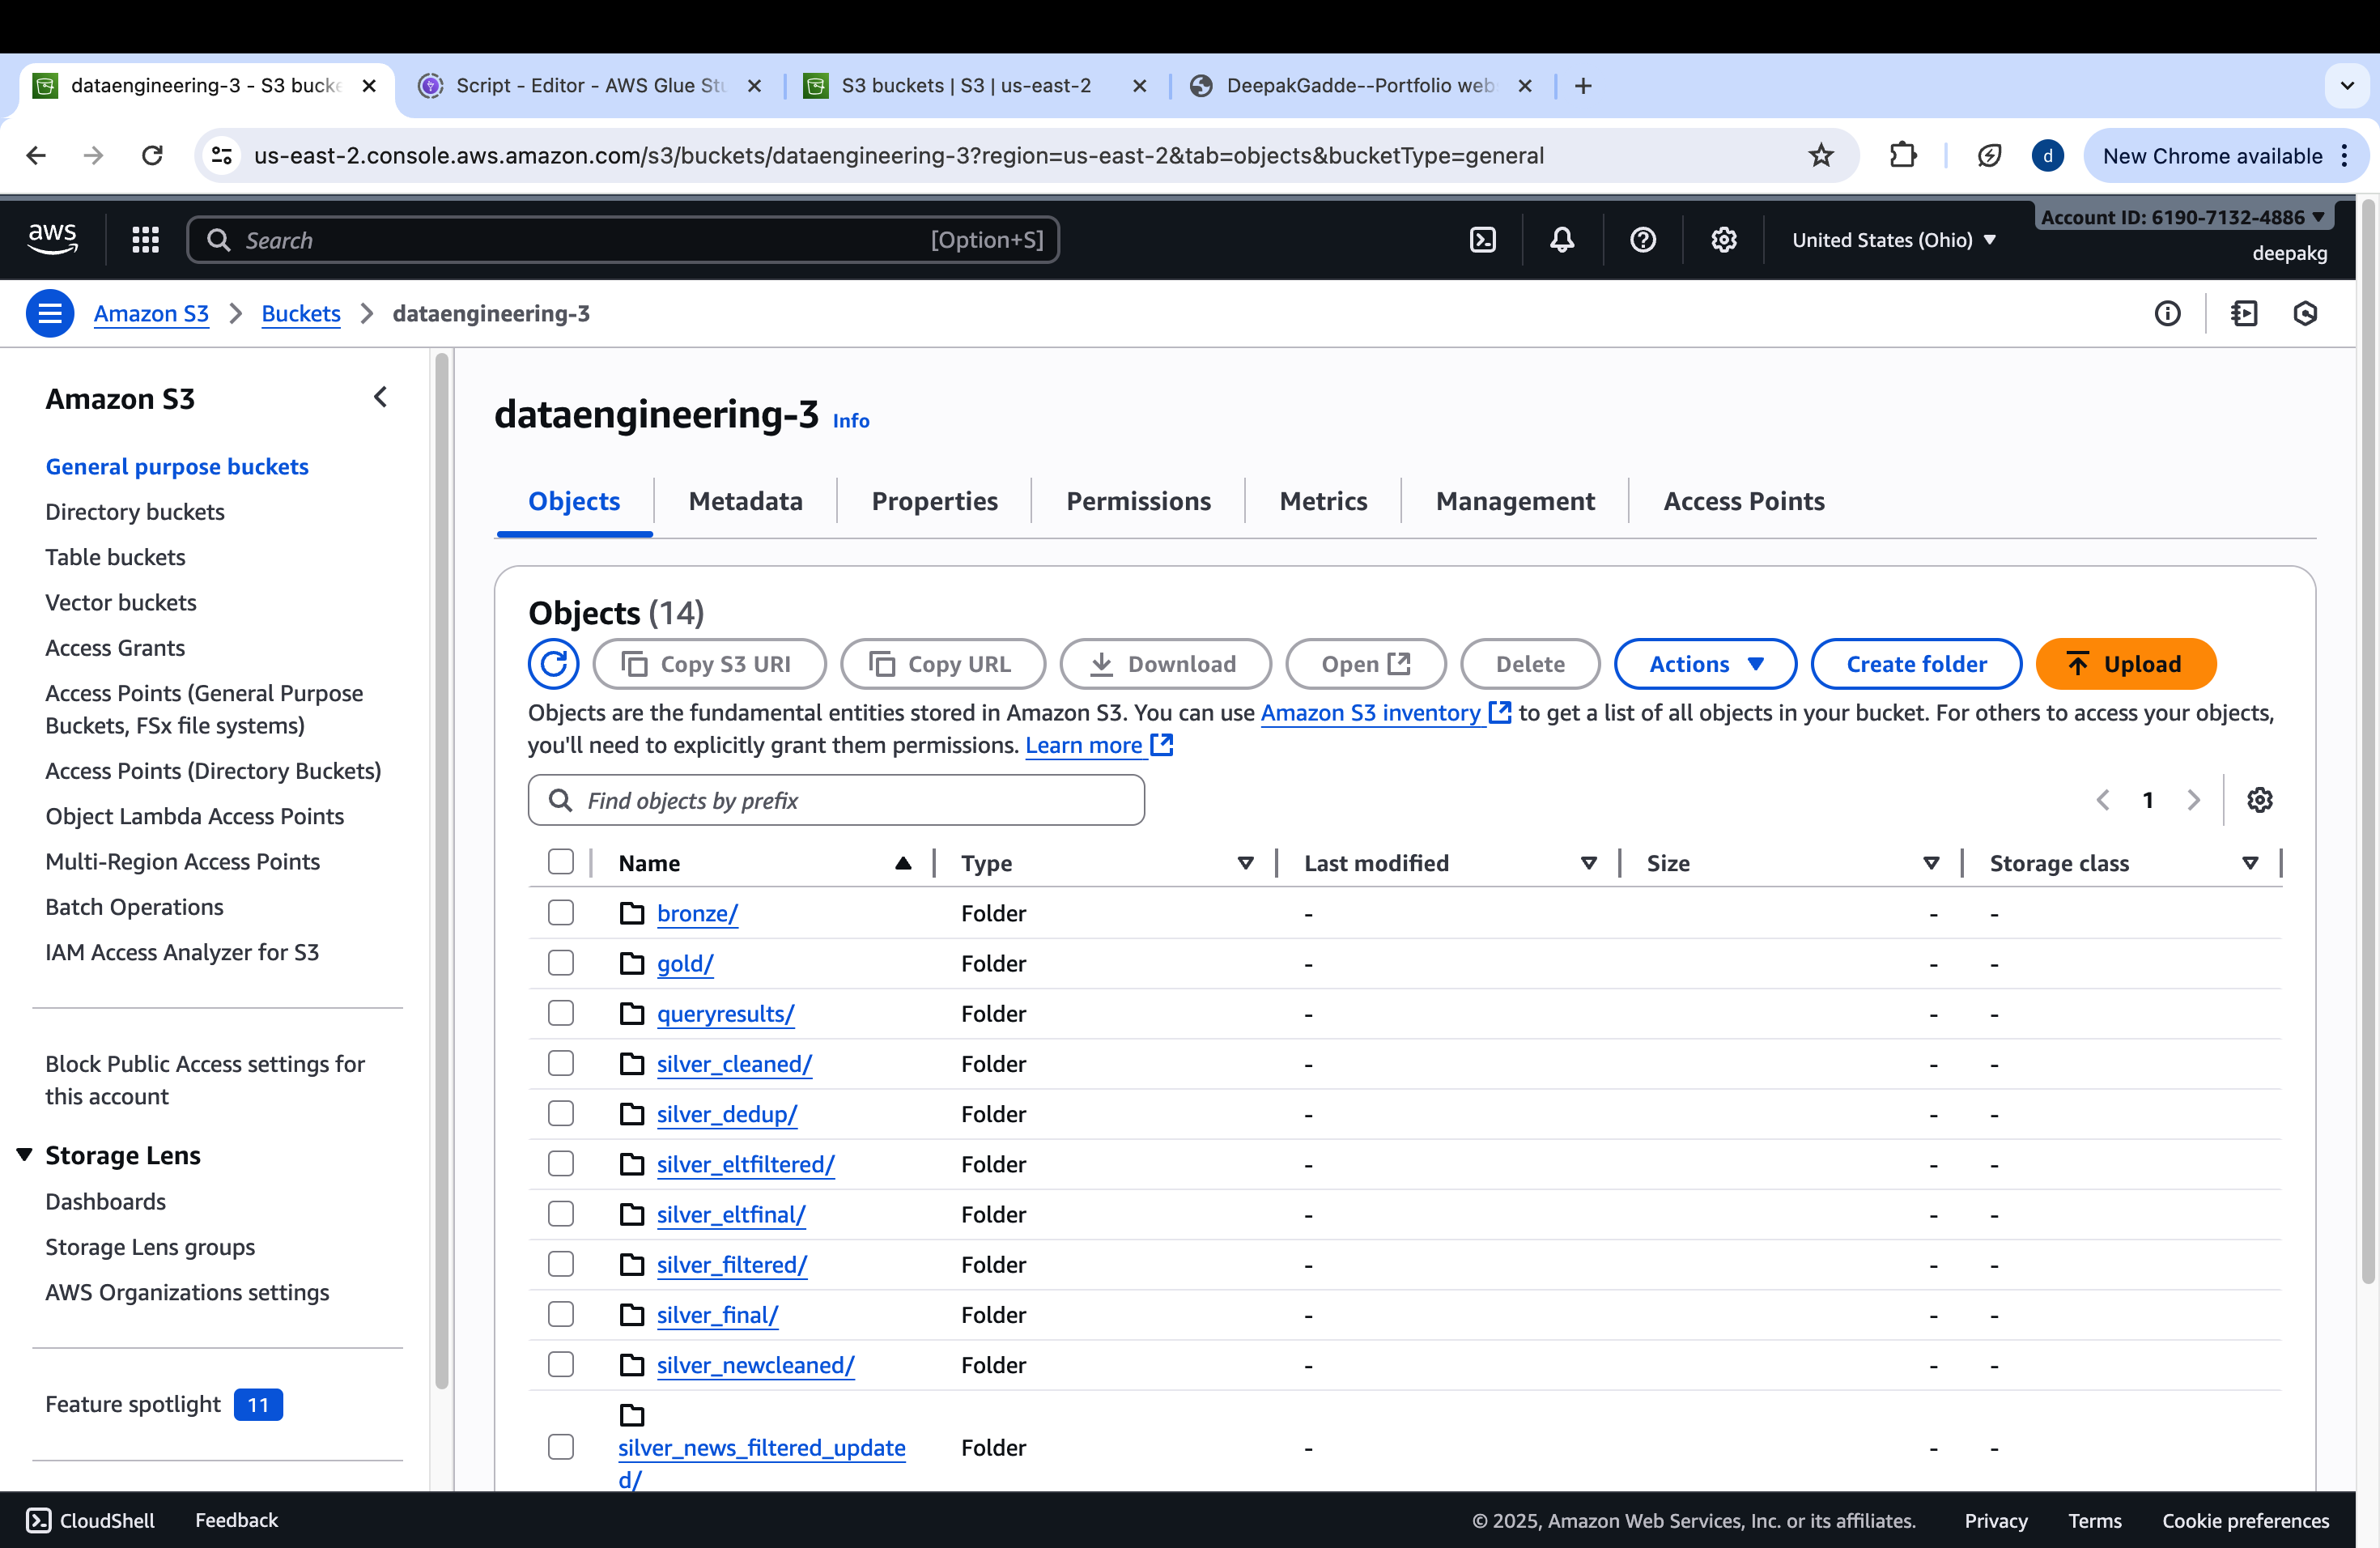 dataengineering-3 - S3 bucke
Script - Editor - AWS Glue Stu
S3 buckets | S3 | us-east-2
DeepakGadde--Portfolio web
us-east-2.console.aws.amazon.com/s3/buckets/dataengineering-3?region=us-east-2&tab=objects&bucketType=general
d
New Chrome available
aws
Search
[Option+S]
United States (Ohio)
Account ID: 6190-7132-4886
deepakg
Amazon S3
Buckets
dataengineering-3
Amazon S3
General purpose buckets
Directory buckets
Table buckets
Vector buckets
Access Grants
Access Points (General Purpose
Buckets, FSx file systems)
Access Points (Directory Buckets)
Object Lambda Access Points
Multi-Region Access Points
Batch Operations
IAM Access Analyzer for S3
Block Public Access settings for
this account
Storage Lens
Dashboards
Storage Lens groups
AWS Organizations settings
Feature spotlight 11
dataengineering-3 Info
Objects
Metadata
Properties
Permissions
Metrics
Management
Access Points
Objects (14)
Copy S3 URI
Copy URL
Download
Open
Delete
Actions
Create folder
Upload
Objects are the fundamental entities stored in Amazon S3. You can use Amazon S3 inventory to get a list of all objects in your bucket. For others to access your objects,
you'll need to explicitly grant them permissions. Learn more
Find objects by prefix
1
Name Type Last modified Size Storage class
bronze/ Folder - - -
gold/ Folder - - -
queryresults/ Folder - - -
silver_cleaned/ Folder - - -
silver_dedup/ Folder - - -
silver_eltfiltered/ Folder - - -
silver_eltfinal/ Folder - - -
silver_filtered/ Folder - - -
silver_final/ Folder - - -
silver_newcleaned/ Folder - - -
silver_news_filtered_update Folder - - -
d/
CloudShell
Feedback
© 2025, Amazon Web Services, Inc. or its affiliates.
Privacy
Terms
Cookie preferences